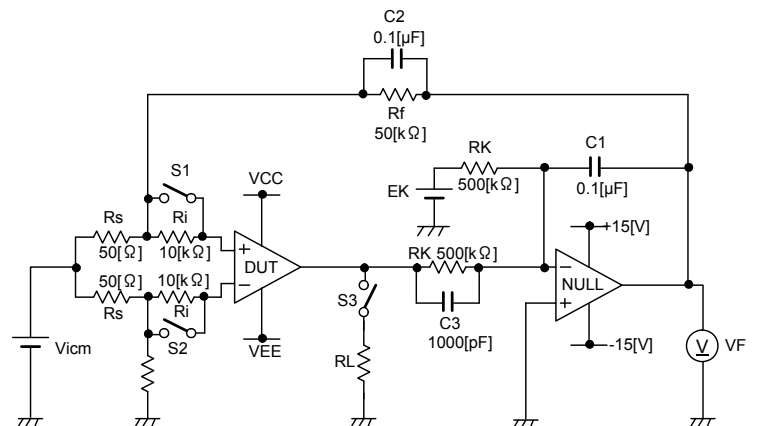 C2
0.1[μF]
Rf
50[kΩ]
RK
500[kΩ]
C1
0.1[μF]
EK
S1
VCC
+15[V]
Rs
50[Ω]
Ri
10[kΩ]
+
−
DUT
RK 500[kΩ]
−
+
NULL
50[Ω]
Rs
10[kΩ]
Ri
S2
S3
C3
1000[pF]
Vicm
VEE
RL
-15[V]
V
VF